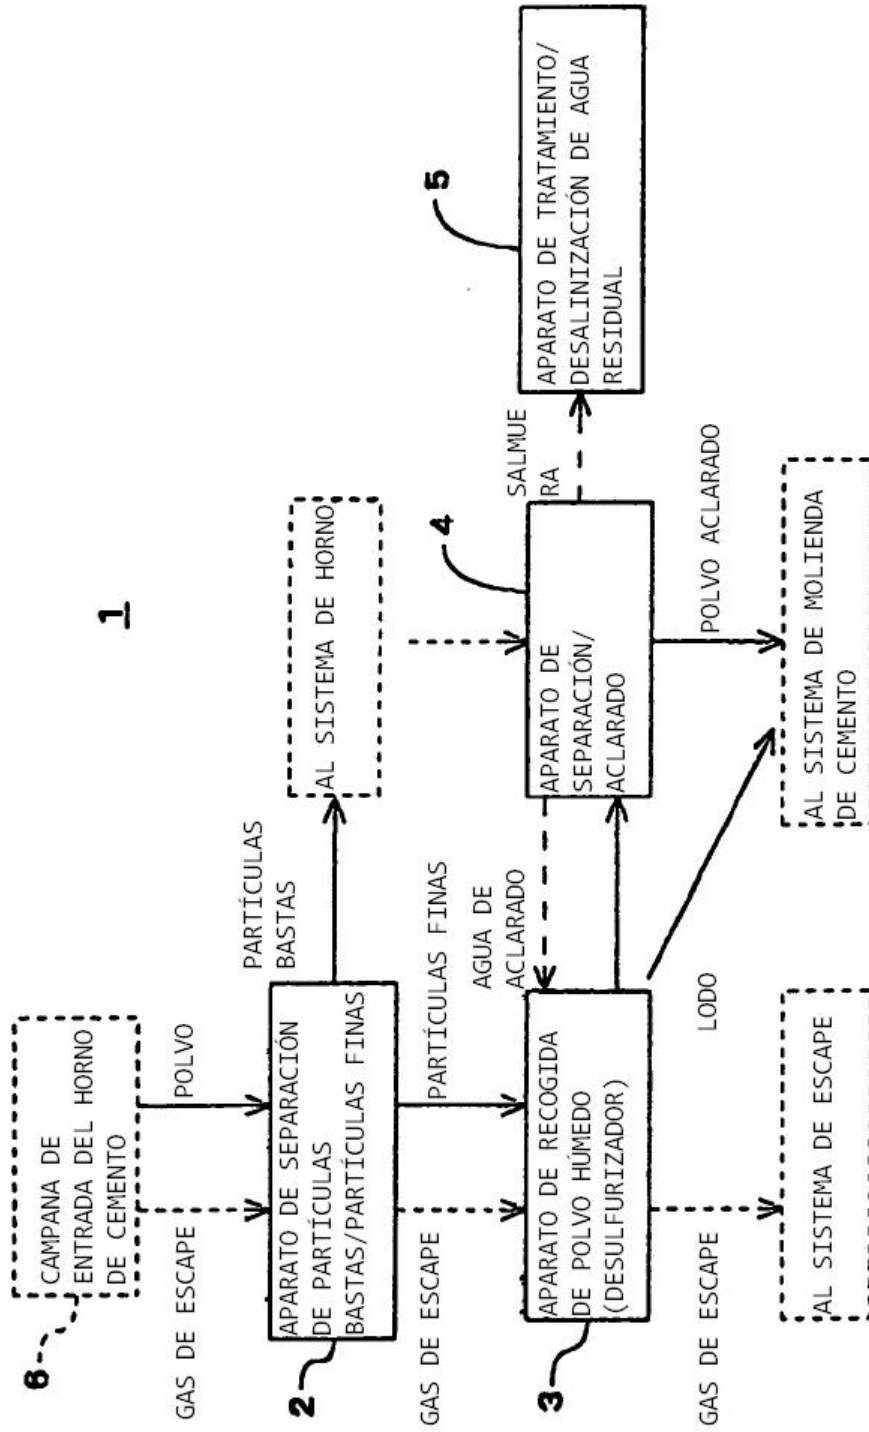 1
6
CAMPANA DE
ENTRADA DEL HORNO
DE CEMENTO
GAS DE ESCAPE
POLVO
2
APARATO DE SEPARACIÓN
DE PARTÍCULAS
BASTAS/PARTÍCULAS FINAS
PARTÍCULAS
BASTAS
AL SISTEMA DE HORNO
GAS DE ESCAPE
PARTÍCULAS FINAS
3
APARATO DE RECOGIDA
DE POLVO HÚMEDO
(DESULFURIZADOR)
AGUA DE
ACLARADO
4
APARATO DE
SEPARACIÓN/
ACLARADO
SALMUE
RA
5
APARATO DE TRATAMIENTO/
DESALINIZACIÓN DE AGUA
RESIDUAL
GAS DE ESCAPE
LODO
POLVO ACLARADO
AL SISTEMA DE ESCAPE
AL SISTEMA DE MOLIENDA
DE CEMENTO